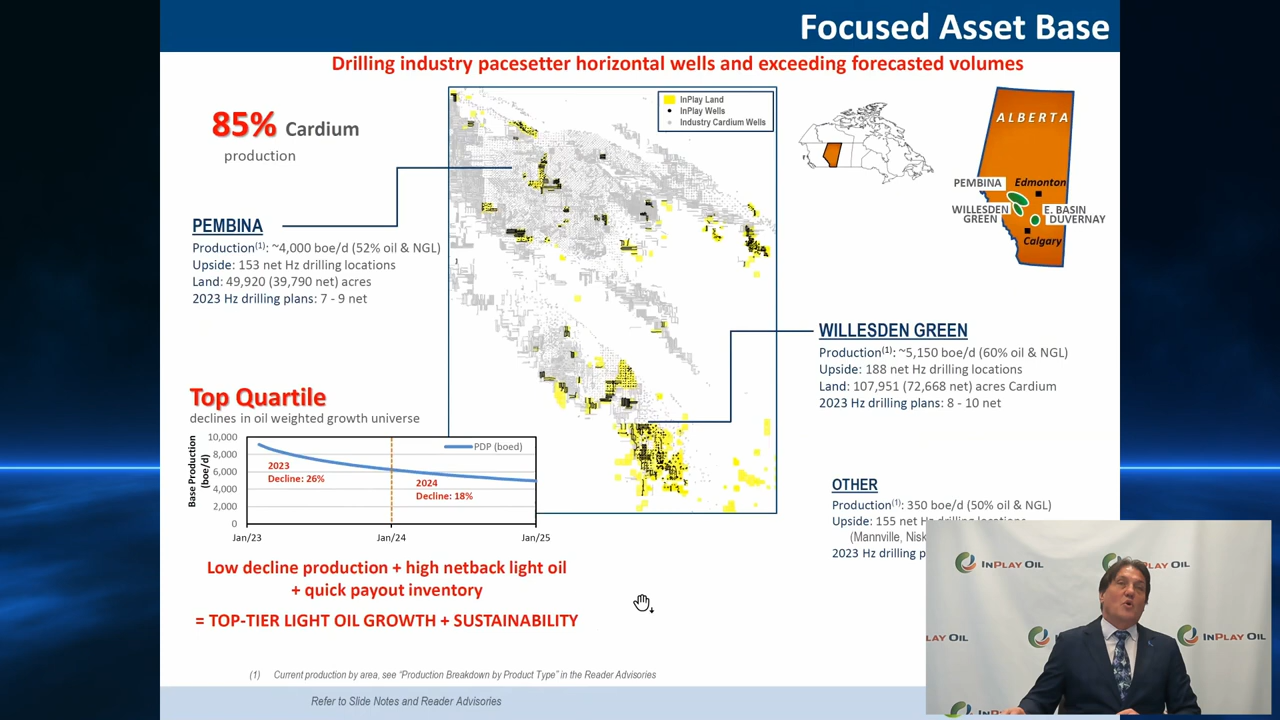 Focused Asset Base
Drilling industry pacesetter horizontal wells and exceeding forecasted volumes
85% Cardium
production
PEMBINA
Production(1): ~4,000 boe/d (52% oil & NGL)
Upside: 153 net Hz drilling locations
Land: 49,920 (39,790 net) acres
2023 Hz drilling plans: 7 - 9 net
InPlay Land
InPlay Wells
Industry Cardium Wells
ALBERTA
PEMBINA
Edmonton
WILLESDEN
GREEN
E. BASIN
DUVERNAY
Calgary
WILLESDEN GREEN
Production(1): ~5,150 boe/d (60% oil & NGL)
Upside: 188 net Hz drilling locations
Land: 107,951 (72,668 net) acres Cardium
2023 Hz drilling plans: 8 - 10 net
Top Quartile
declines in oil weighted growth universe
Base Production
(boe/d)
10,000
8,000
6,000
4,000
2,000
0
PDP (boed)
2023
Decline: 26%
2024
Decline: 18%
Jan/23
Jan/24
Jan/25
OTHER
Production(1): 350 boe/d (50% oil & NGL)
Upside: 155 net Hz drilling locations
(Mannville, Nisk
2023 Hz drilling p
Low decline production + high netback light oil
+ quick payout inventory
= TOP-TIER LIGHT OIL GROWTH + SUSTAINABILITY
(1) Current production by area, see "Production Breakdown by Product Type" in the Reader Advisories
Refer to Slide Notes and Reader Advisories
INPLAY OIL
AY OIL
LAY OIL
INPLAY OIL